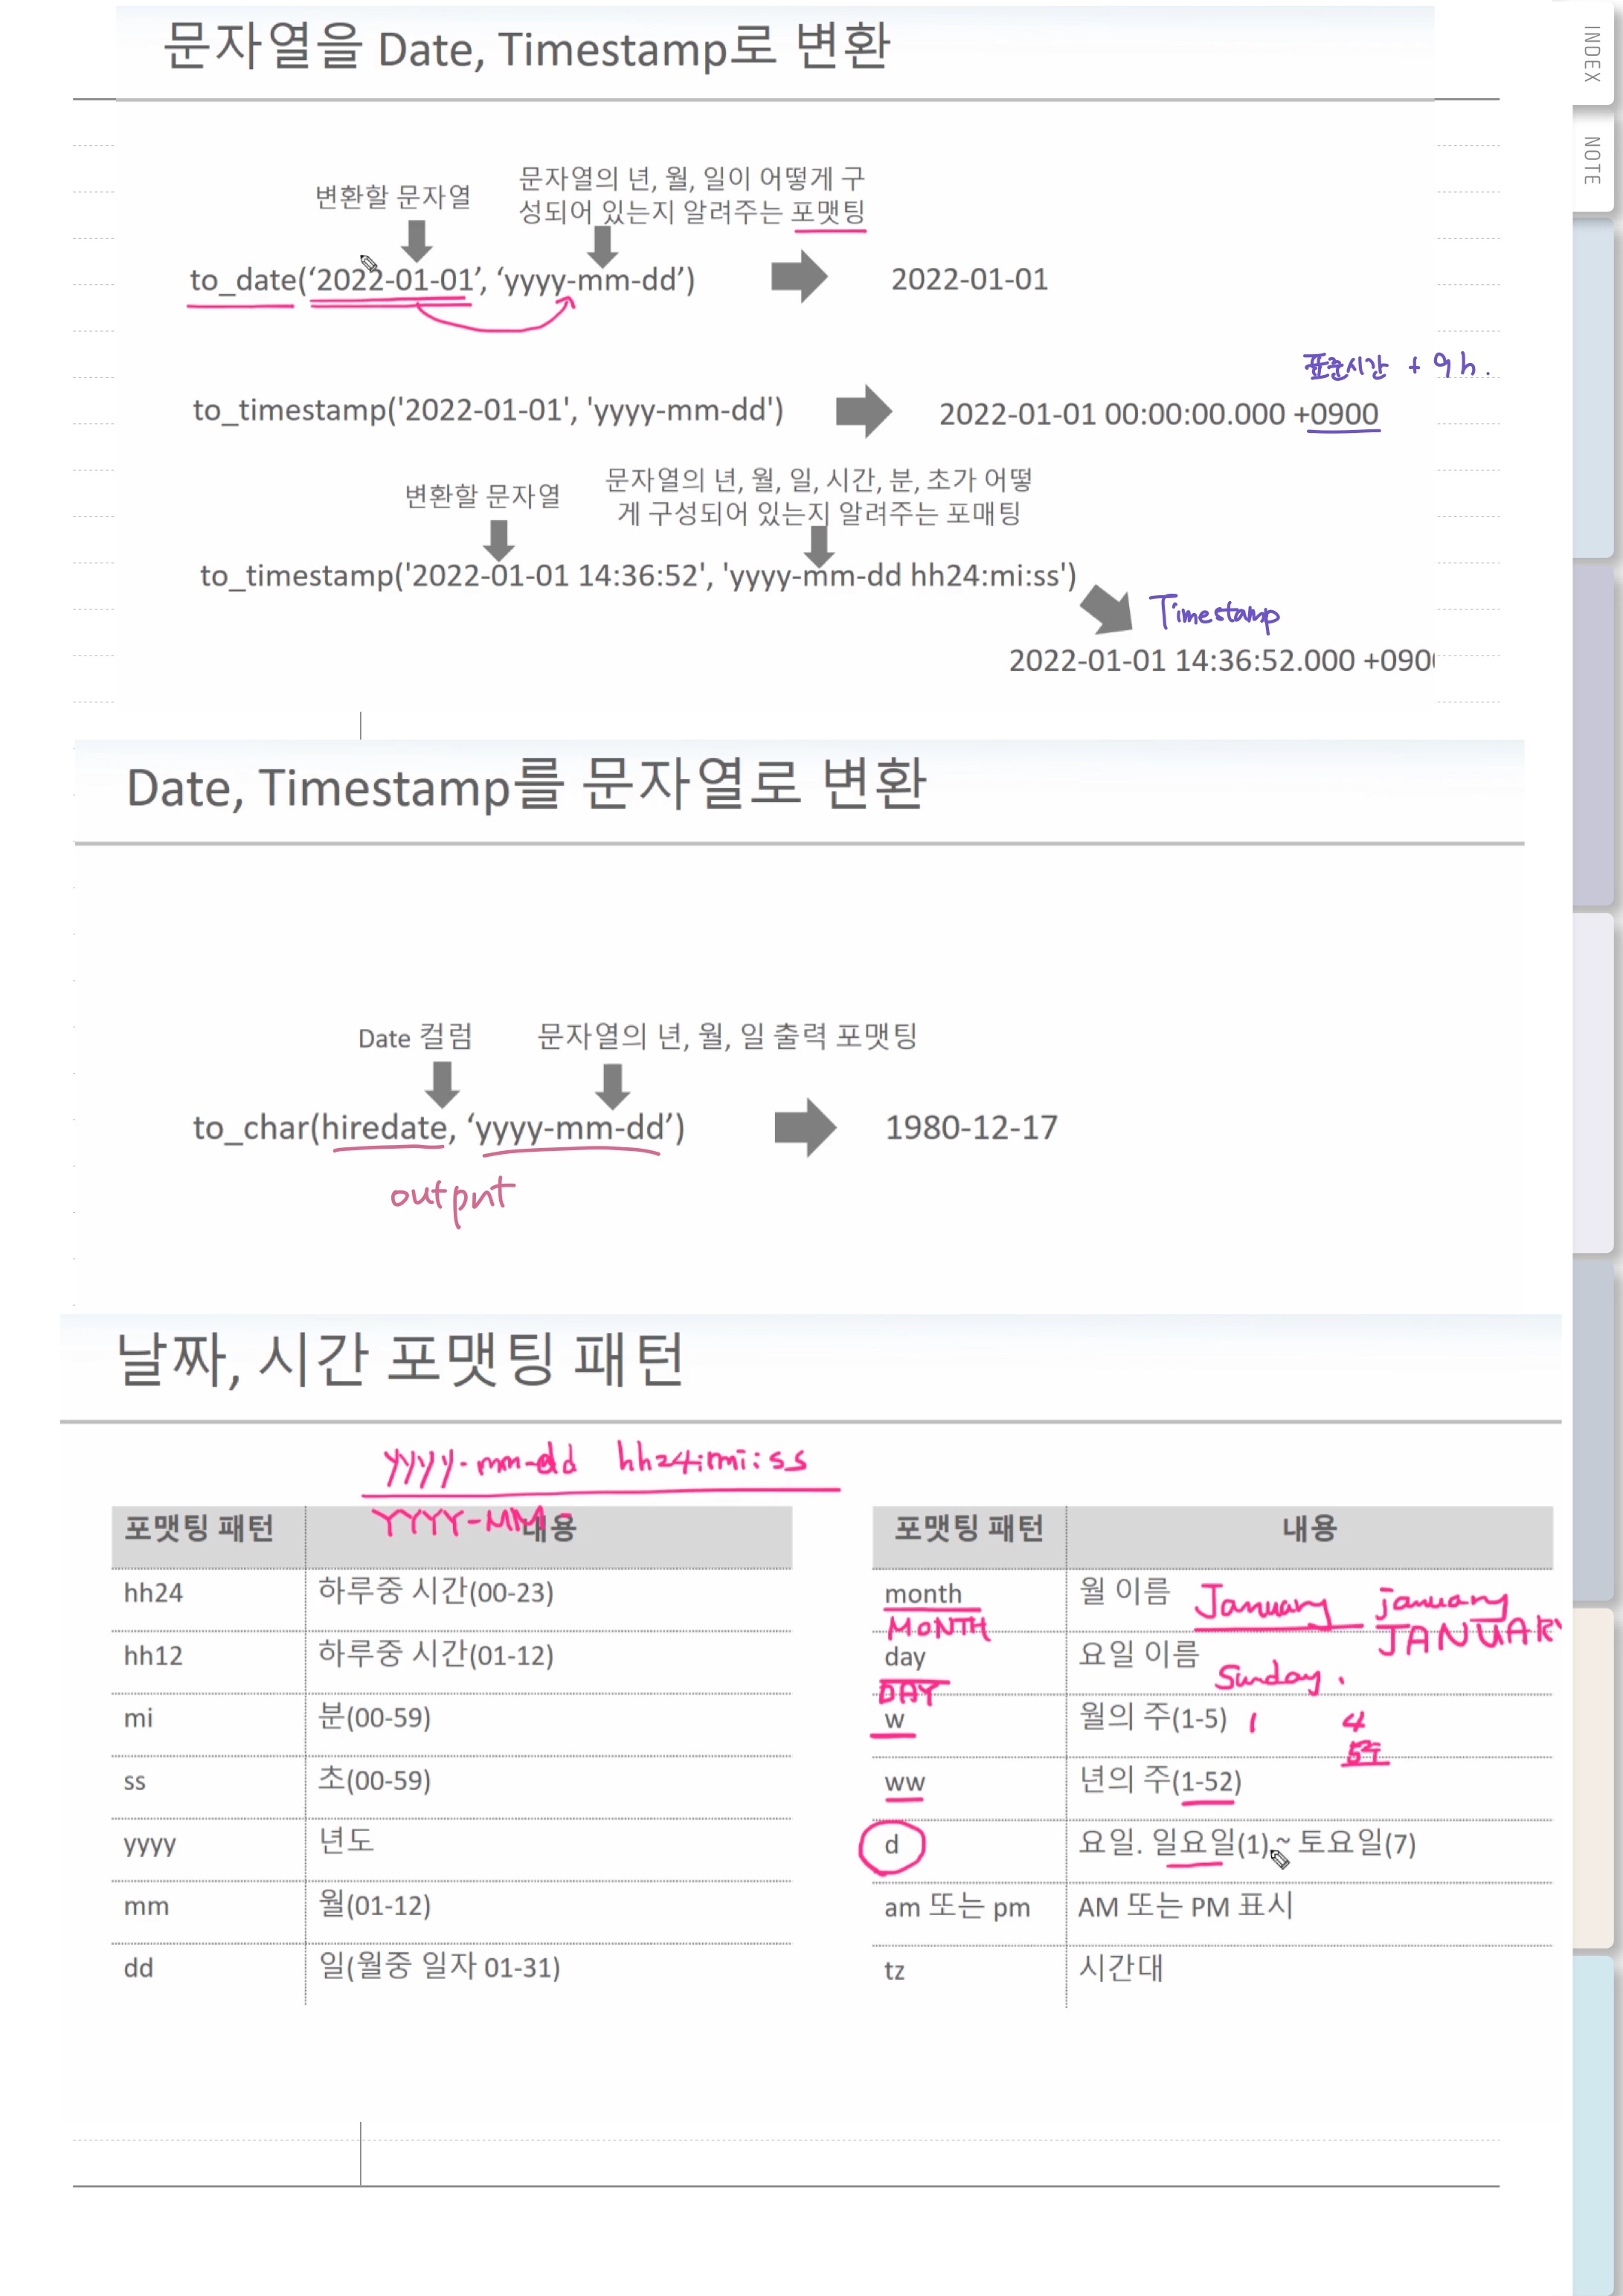 INDEX
NOTE
문자열을 Date, Timestamp로 변환
변환할 문자열
문자열의 년, 월, 일이 어떻게 구
성되어 있는지 알려주는 포맷팅
to_date(‘2022-01-01’, ‘yyyy-mm-dd’)
2022-01-01
표준시간 + 9h.
to_timestamp('2022-01-01', 'yyyy-mm-dd')
2022-01-01 00:00:00.000 +0900
변환할 문자열
문자열의 년, 월, 일, 시간, 분, 초가 어떻
게 구성되어 있는지 알려주는 포매팅
to_timestamp('2022-01-01 14:36:52', 'yyyy-mm-dd hh24:mi:ss')
Timestamp
2022-01-01 14:36:52.000 +090
Date, Timestamp를 문자열로 변환
Date 컬럼
문자열의 년, 월, 일 출력 포맷팅
to_char(hiredate, ‘yyyy-mm-dd’)
1980-12-17
output
날짜, 시간 포맷팅 패턴
yyyy-mm-dd hh24:mi:ss
YYYY-MM-
포맷팅 패턴 내용
hh24 하루중 시간(00-23)
hh12 하루중 시간(01-12)
mi 분(00-59)
ss 초(00-59)
yyyy 년도
mm 월(01-12)
dd 일(월중 일자 01-31)
포맷팅 패턴 내용
month 월 이름 January january
MONTH JANUARY
day 요일 이름 Sunday.
DAY
w 월의 주(1-5) 1 4
5주
ww 년의 주(1-52)
d 요일. 일요일(1) ~ 토요일(7)
am 또는 pm AM 또는 PM 표시
tz 시간대